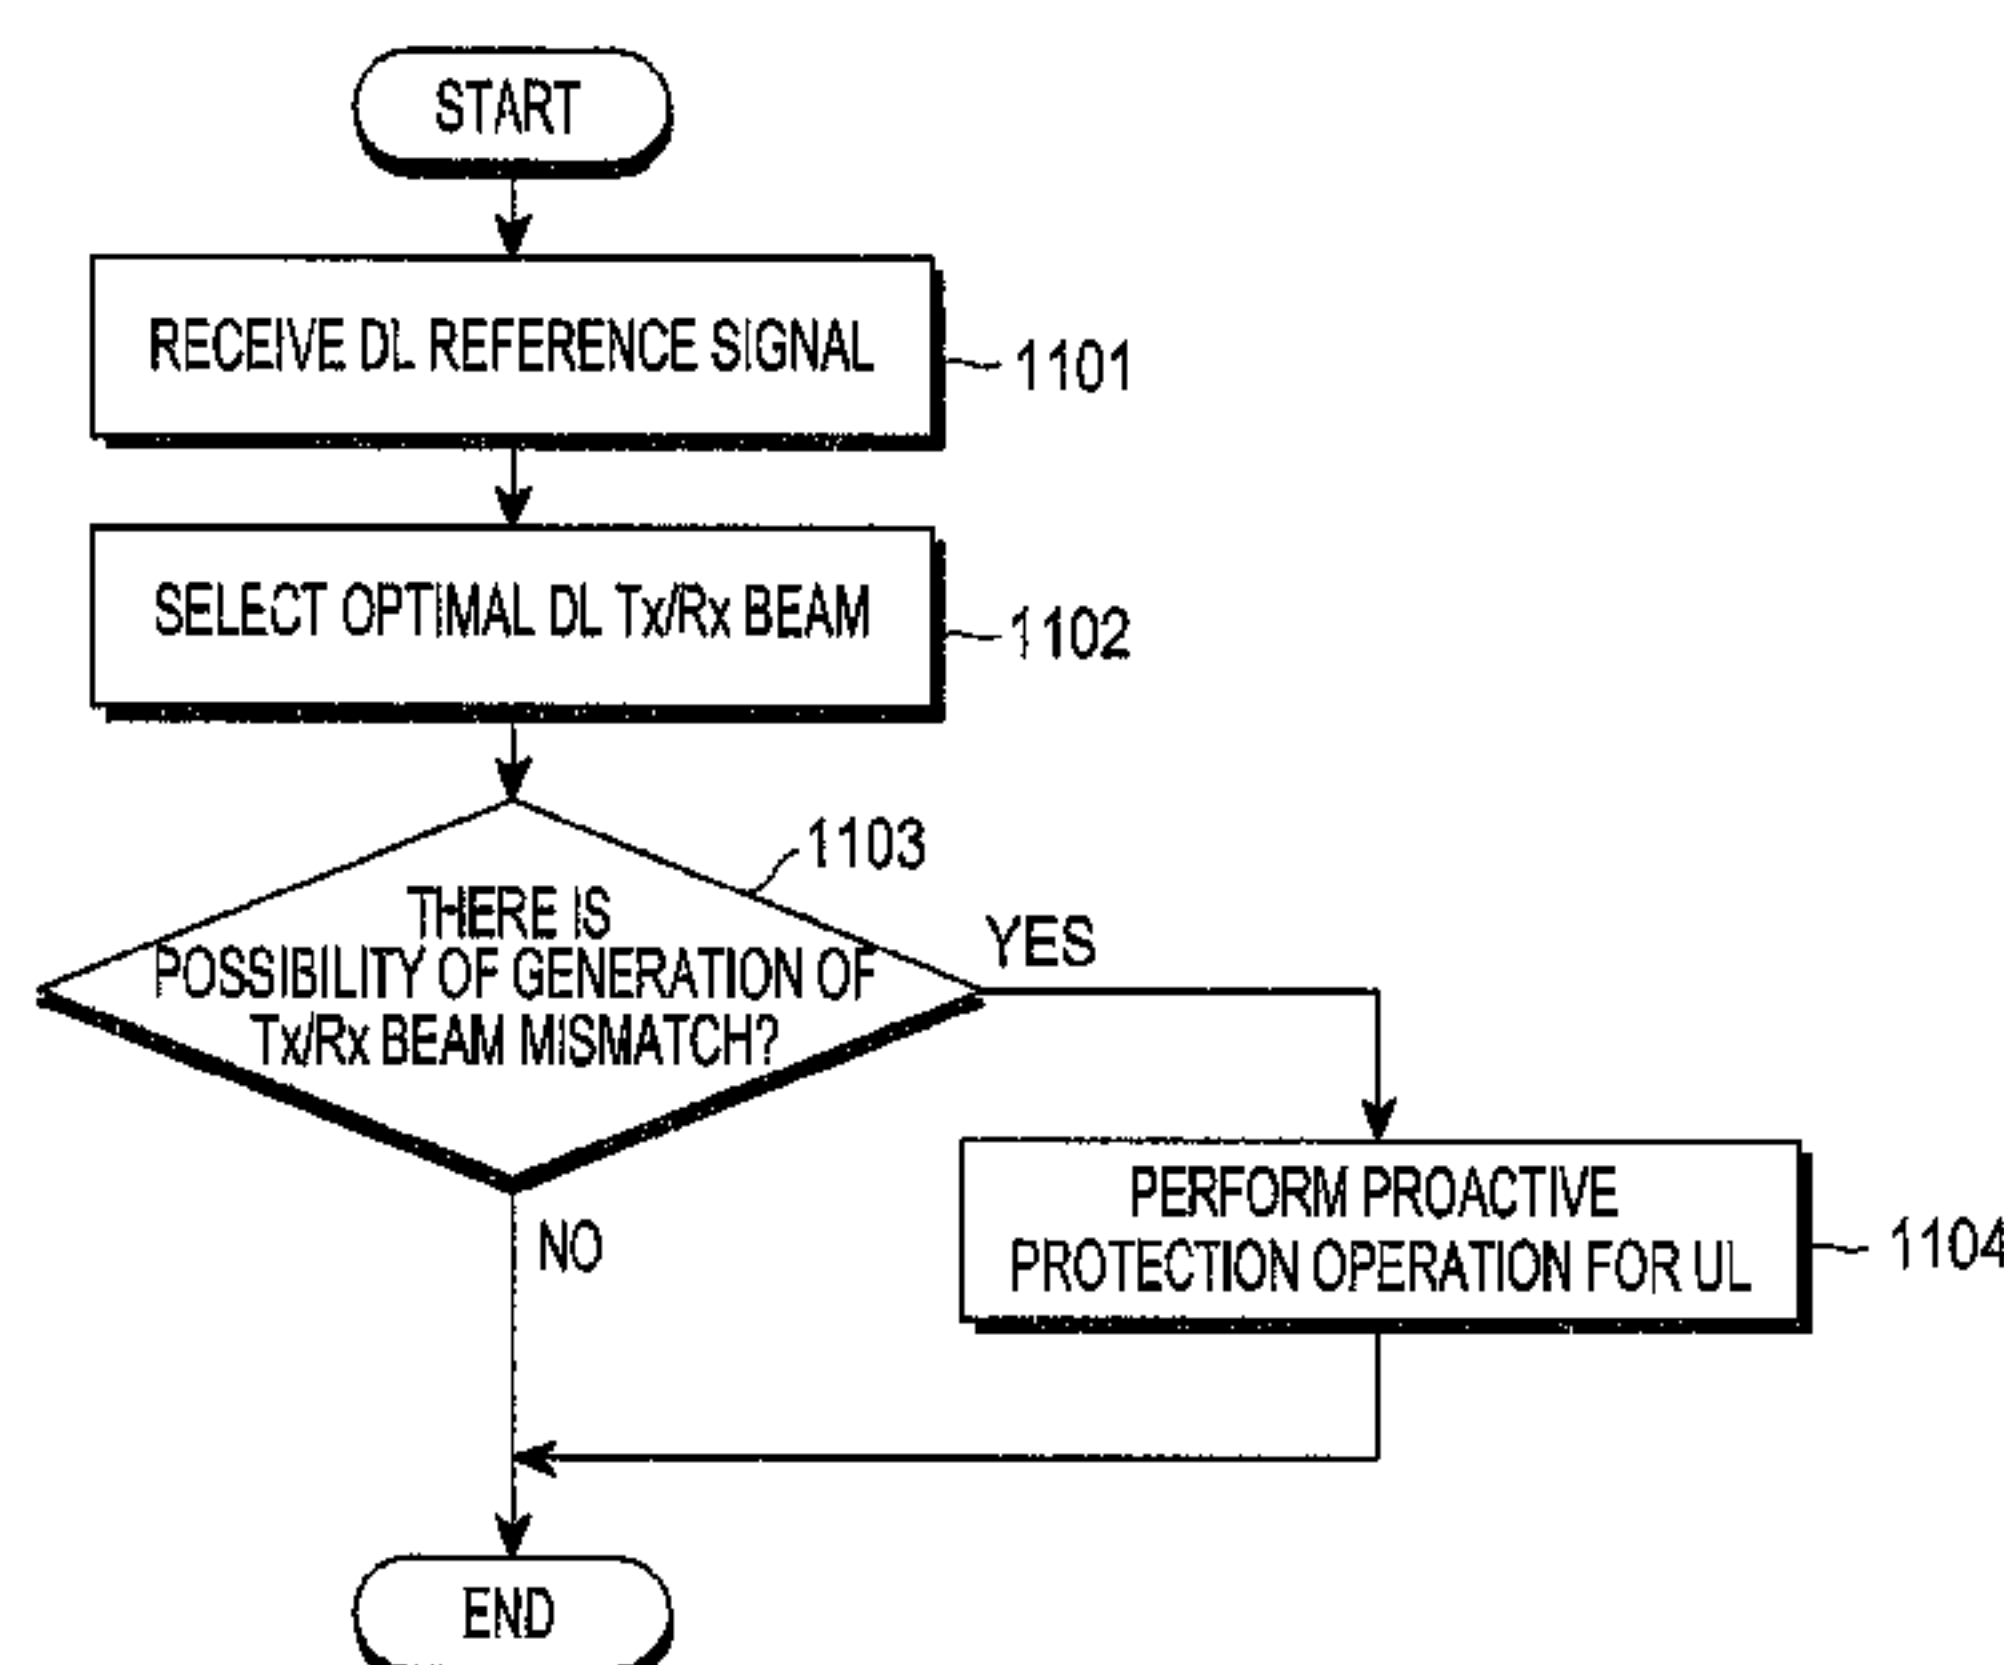 START
RECEIVE DL REFERENCE SIGNAL
1101
SELECT OPTIMAL DL Tx/Rx BEAM
1102
1103
THERE IS
POSSIBILITY OF GENERATION OF
Tx/Rx BEAM MISMATCH?
YES
NO
PERFORM PROACTIVE
PROTECTION OPERATION FOR UL
1104
END